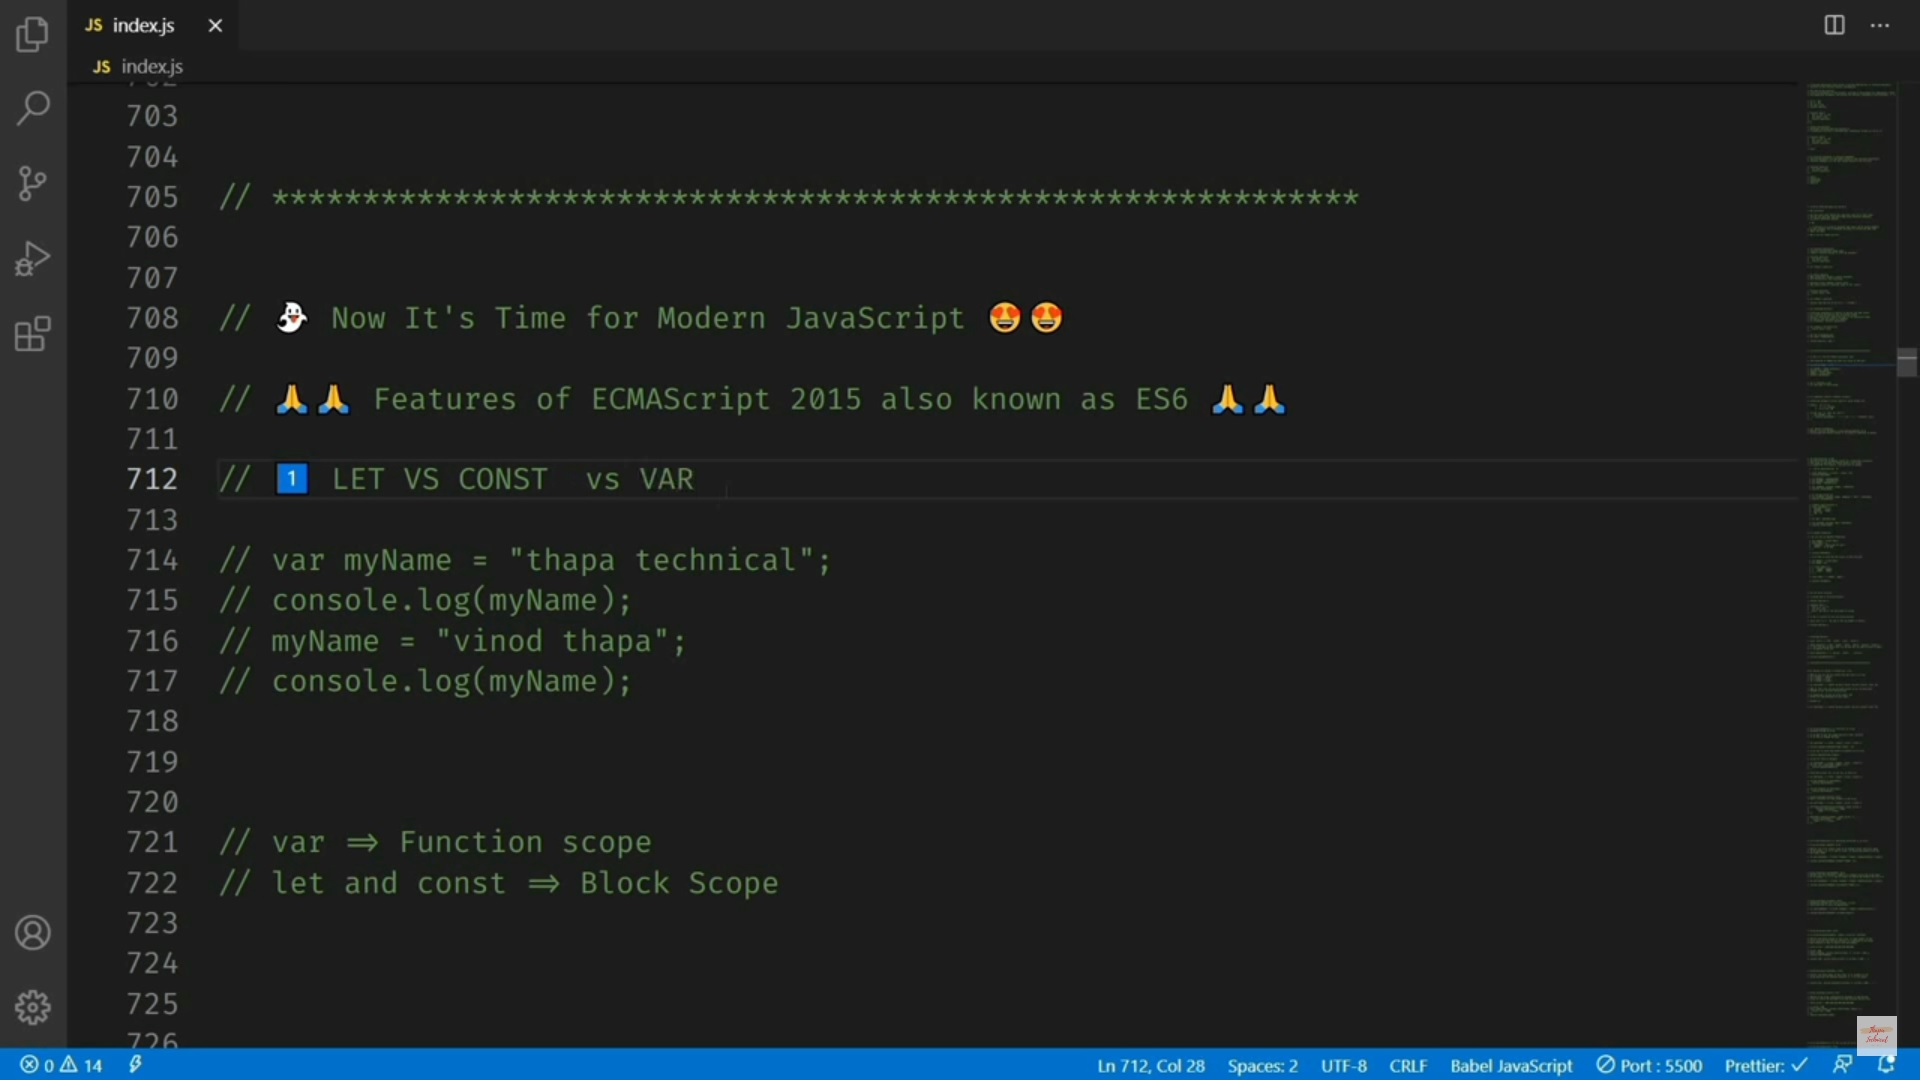 JS index.js
JS index.js
703
704
705 // ************************************************************
706
707
708 // 👻 Now It's Time for Modern JavaScript 😍😍
709
710 // 🙏🙏 Features of ECMAScript 2015 also known as ES6 🙏🙏
711
712 // 1️⃣ LET VS CONST  vs VAR
713
714 // var myName = "thapa technical";
715 // console.log(myName);
716 // myName = "vinod thapa";
717 // console.log(myName);
718
719
720
721 // var => Function scope
722 // let and const => Block Scope
723
724
725
726
0 14 Ln 712, Col 28 Spaces: 2 UTF-8 CRLF Babel JavaScript Port : 5500 Prettier: ✓